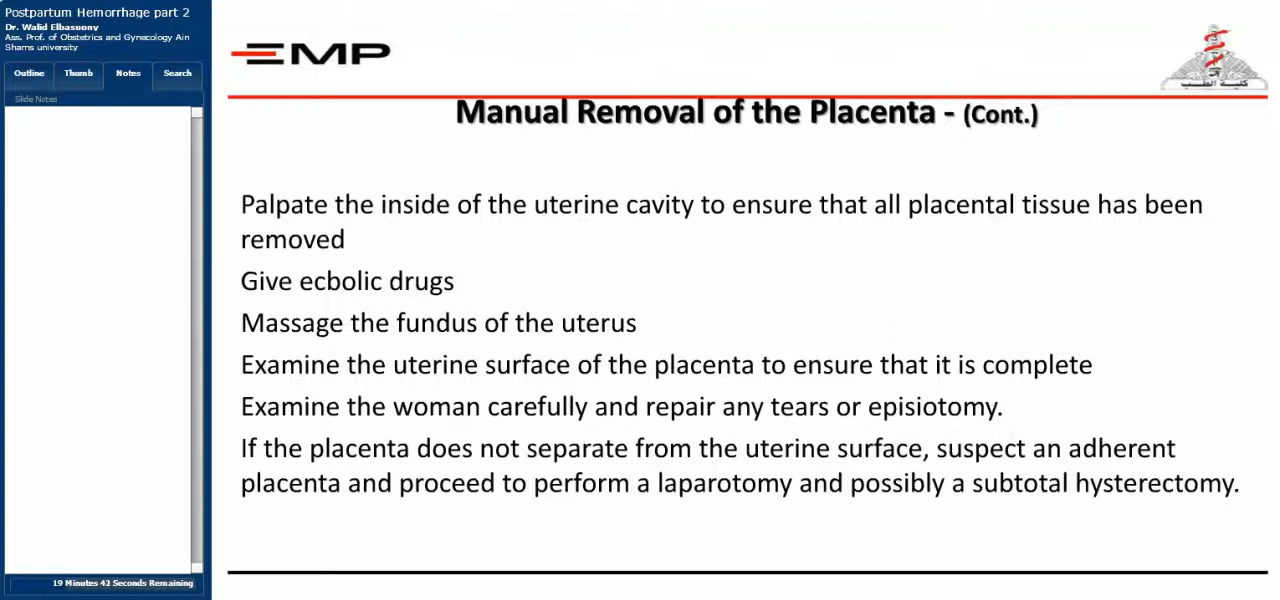 Postpartum Hemorrhage part 2
Dr. Walid Elbasuony
Ass. Prof. of Obstetrics and Gynecology Ain
Shams university
Outline Thumb Notes Search
Slide Notes
EMP
كلية الطب
Manual Removal of the Placenta - (Cont.)
Palpate the inside of the uterine cavity to ensure that all placental tissue has been
removed
Give ecbolic drugs
Massage the fundus of the uterus
Examine the uterine surface of the placenta to ensure that it is complete
Examine the woman carefully and repair any tears or episiotomy.
If the placenta does not separate from the uterine surface, suspect an adherent
placenta and proceed to perform a laparotomy and possibly a subtotal hysterectomy.
19 Minutes 42 Seconds Remaining